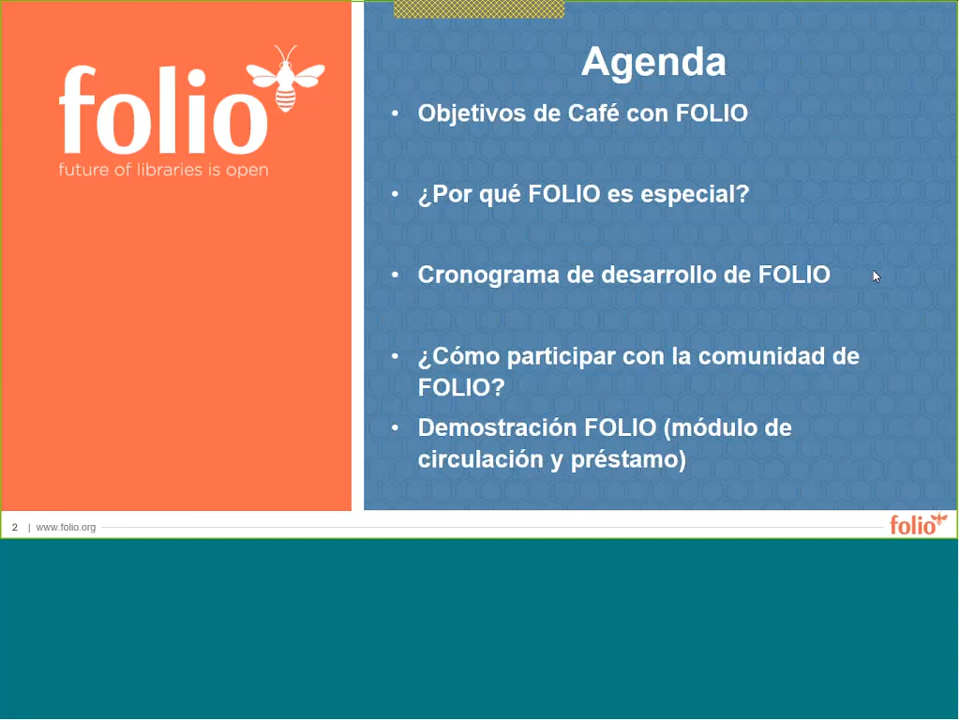 folio
future of libraries is open
Agenda
• Objetivos de Café con FOLIO
• ¿Por qué FOLIO es especial?
• Cronograma de desarrollo de FOLIO
• ¿Cómo participar con la comunidad de
FOLIO?
• Demostración FOLIO (módulo de
circulación y préstamo)
2 | www.folio.org
folio